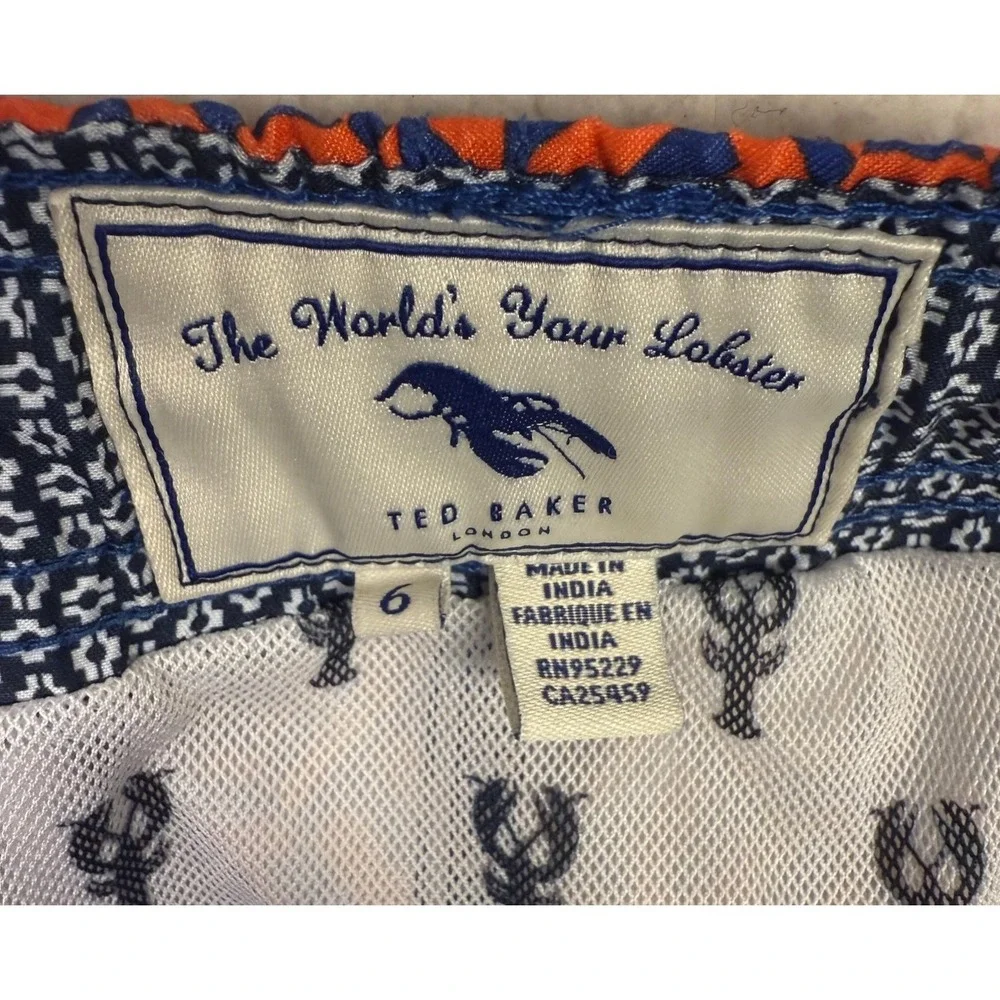 The World's Your Lobster
TED BAKER
LONDON
6
MADE IN
INDIA
FABRIQUE EN
INDIA
RN95229
CA25459